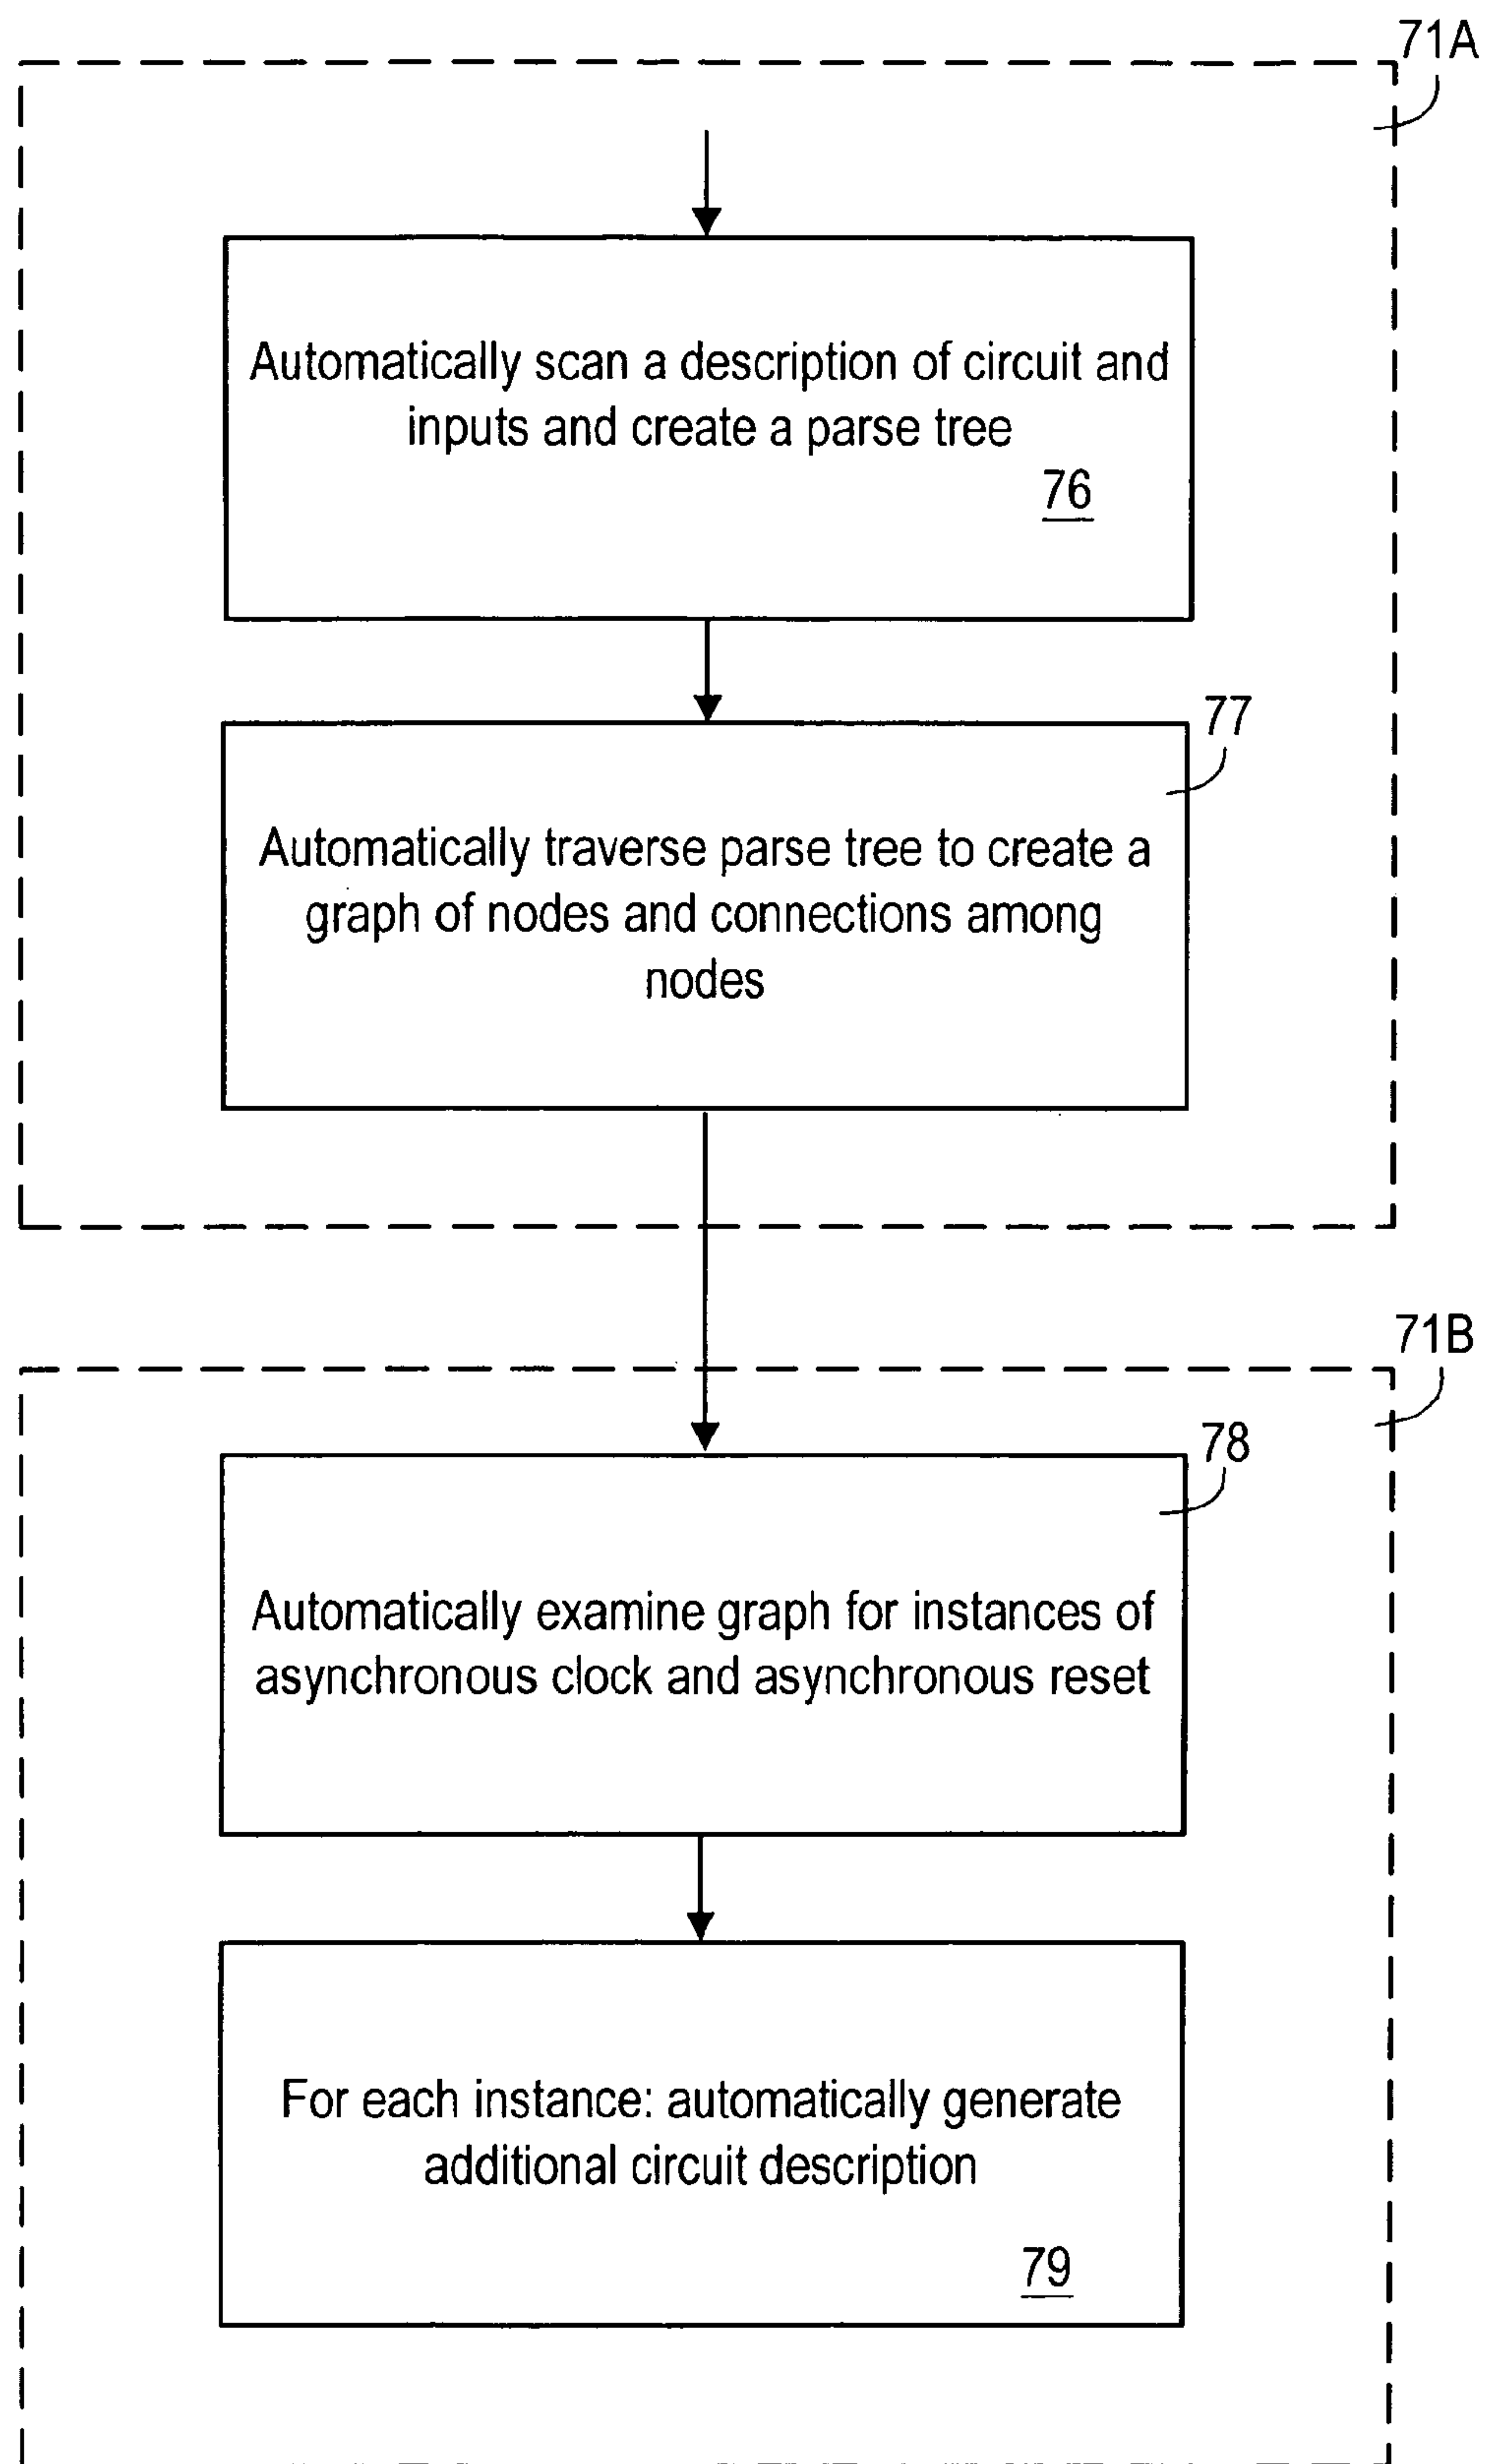 71A
Automatically scan a description of circuit and
inputs and create a parse tree
76
77
Automatically traverse parse tree to create a
graph of nodes and connections among
nodes
71B
78
Automatically examine graph for instances of
asynchronous clock and asynchronous reset
For each instance: automatically generate
additional circuit description
79